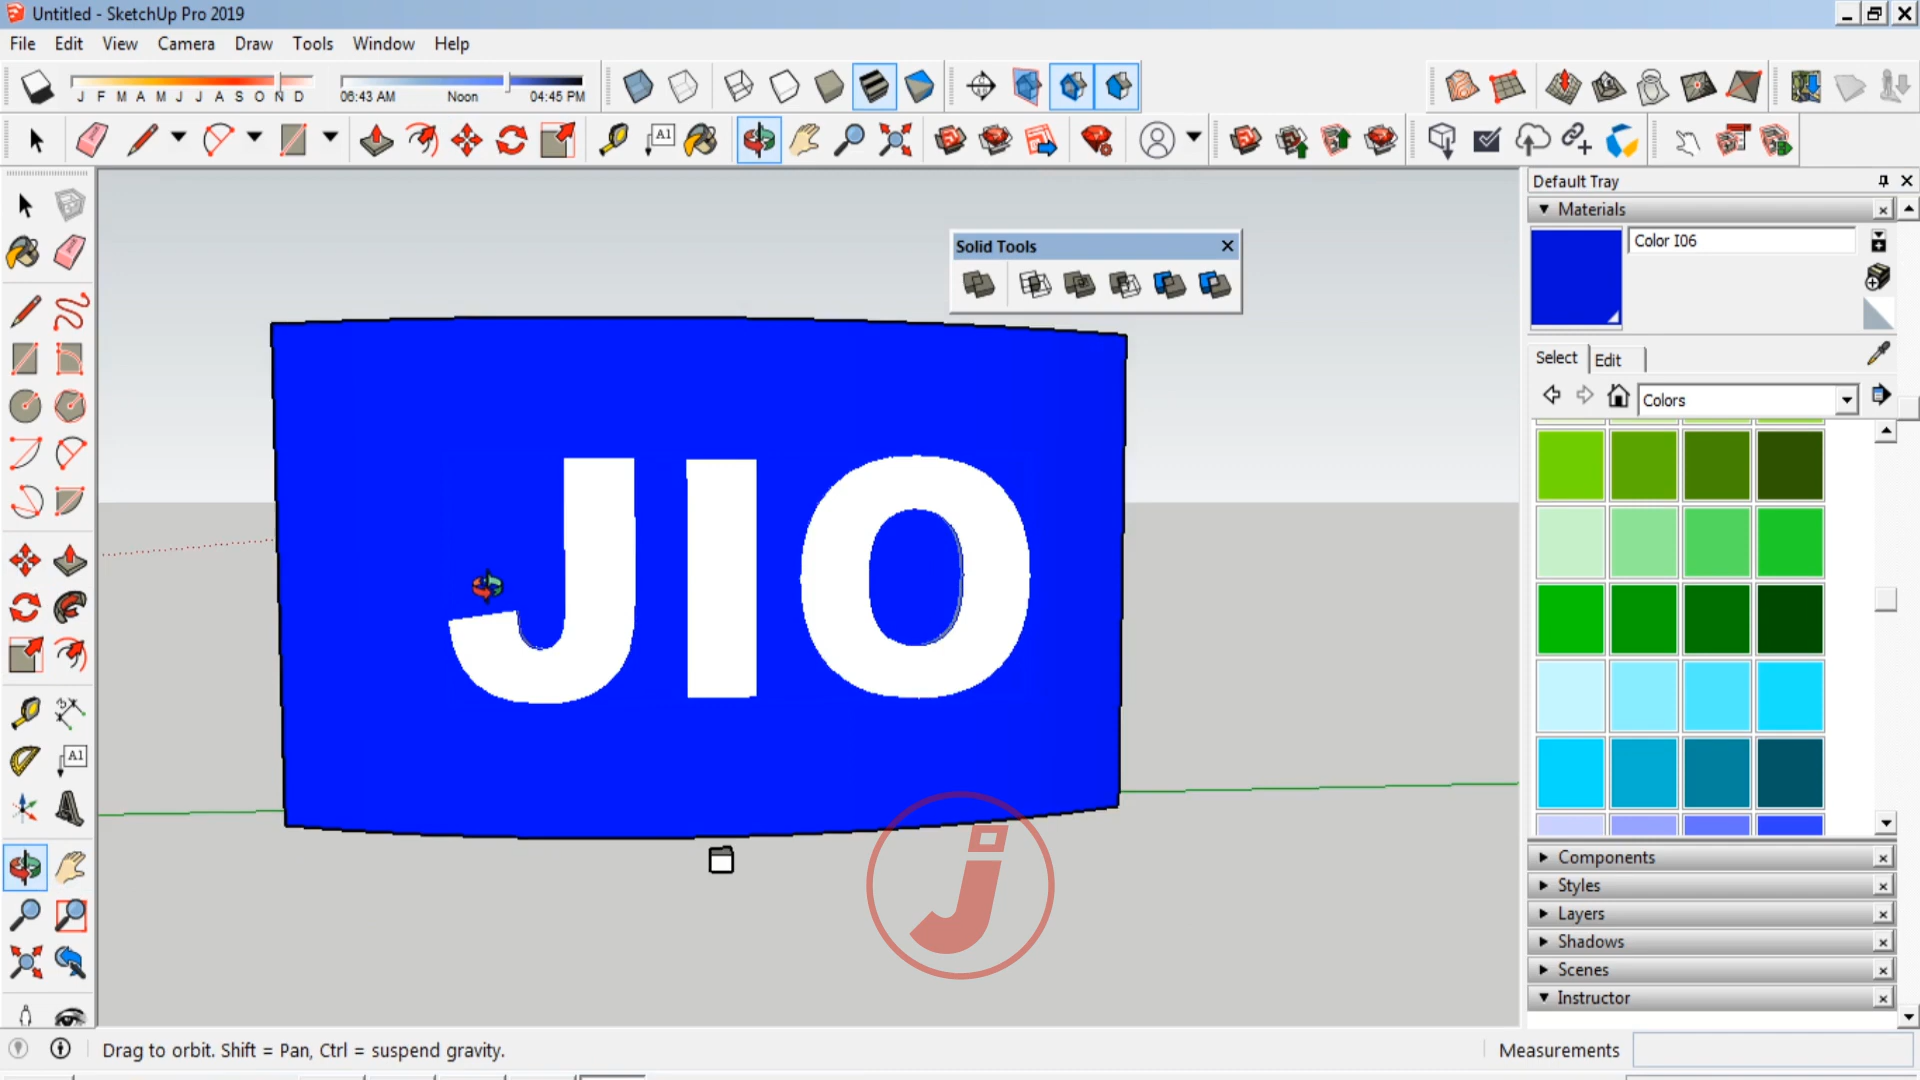 Untitled - SketchUp Pro 2019
File Edit View Camera Draw Tools Window Help
J F M A M J J A S O N D
06:43 AM Noon 04:45 PM
A1
Default Tray
Materials
Color I06
Solid Tools
Select Edit
Colors
JIO
A1
Components
Styles
Layers
Shadows
Scenes
Instructor
Drag to orbit. Shift = Pan, Ctrl = suspend gravity.
Measurements
j